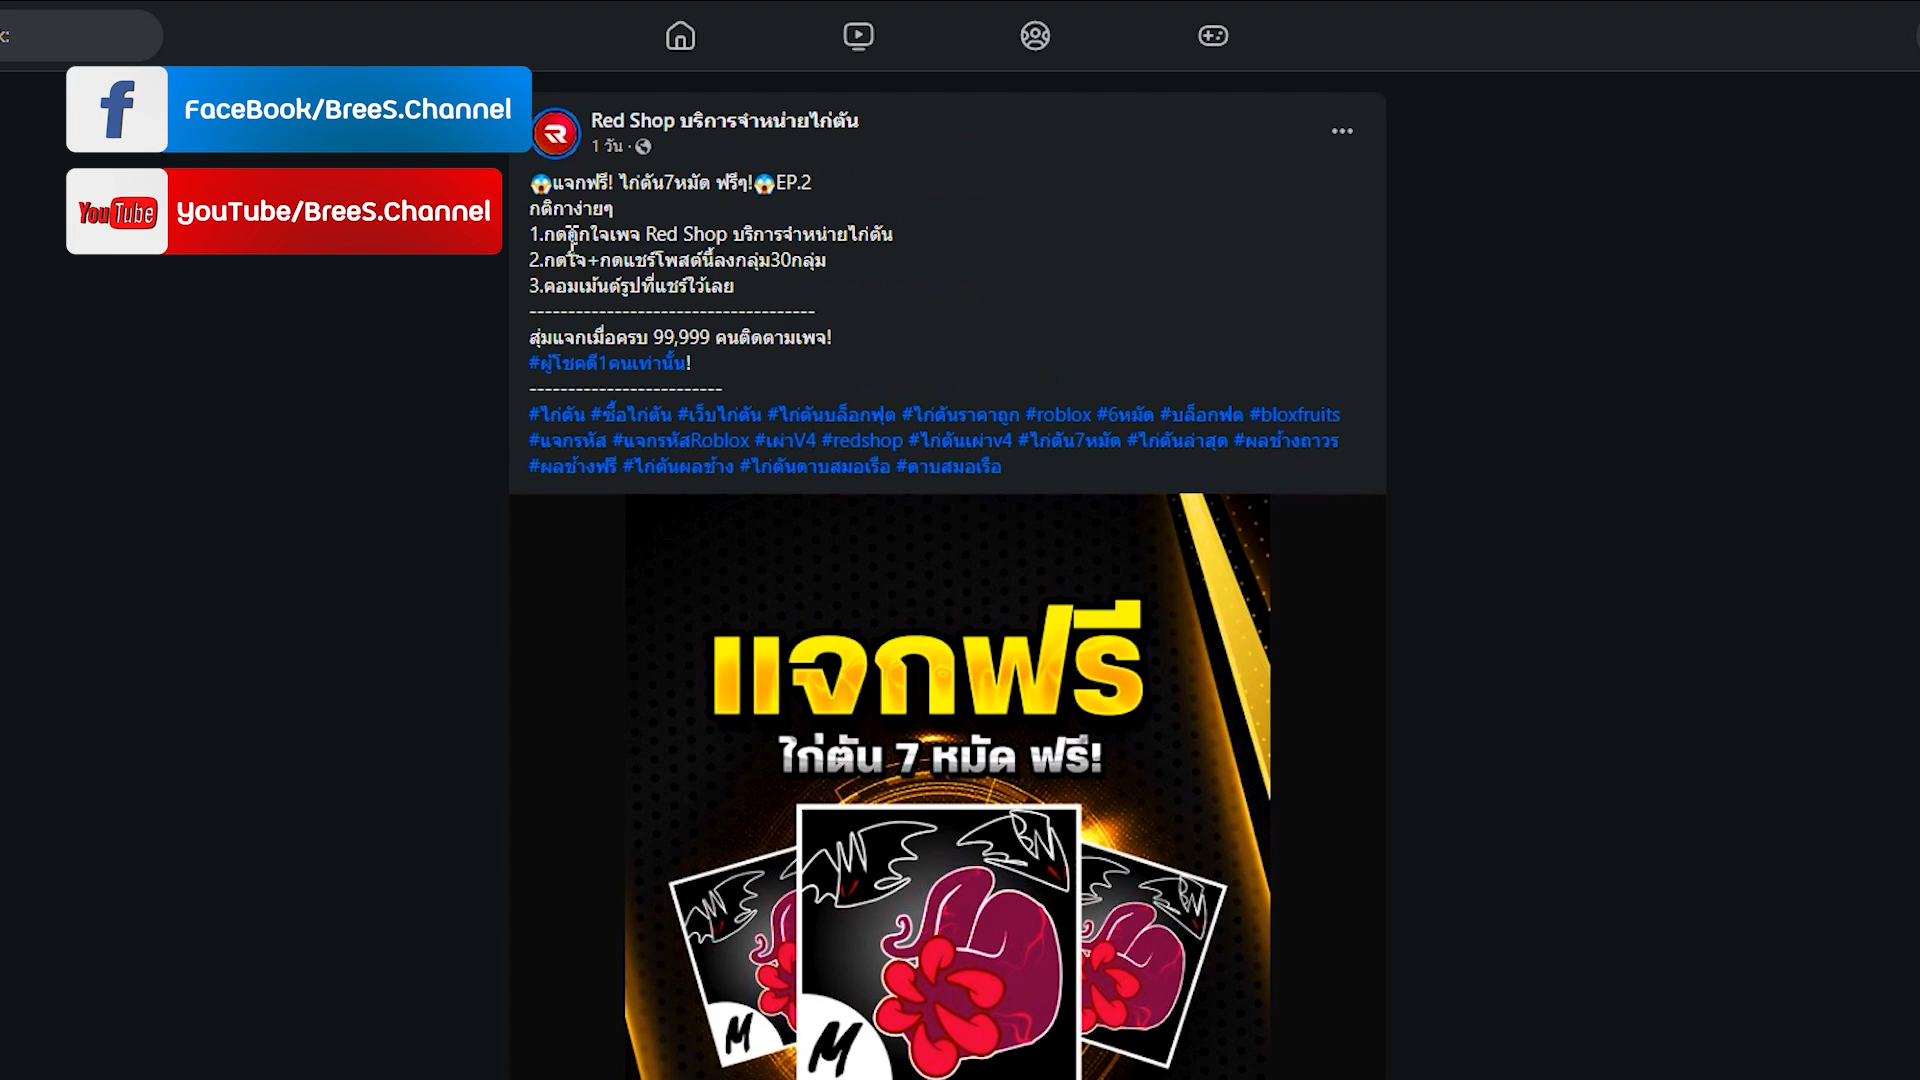 FaceBook/BreeS.Channel
YouTube
YouTube/BreeS.Channel
Red Shop บริการจำหน่ายไก่ตัน
1 วัน ·
😱แจกฟรี! ไก่ตัน7หมัด ฟรีๆ!😱EP.2
กติกาง่ายๆ
1.กดถูกใจเพจ Red Shop บริการจำหน่ายไก่ตัน
2.กดใจ+กดแชร์โพสต์นี้ลงกลุ่ม30กลุ่ม
3.คอมเม้นต์รูปที่แชร์ไว้เลย
-------------------------------------
สุ่มแจกเมื่อครบ 99,999 คนติดตามเพจ!
#ผู้โชคดี1คนเท่านั้น!
-------------------------
#ไก่ตัน #ซื้อไก่ตัน #เว็บไก่ตัน #ไก่ตันบล็อกฟุต #ไก่ตันราคาถูก #roblox #6หมัด #บล็อกฟต #bloxfruits
#แจกรหัส #แจกรหัสRoblox #เผ่าV4 #redshop #ไก่ตันเผ่าv4 #ไก่ตัน7หมัด #ไก่ตันล่าสุด #ผลช้างถาวร
#ผลช้างฟรี #ไก่ตันผลช้าง #ไก่ตันดาบสมอเรือ #ดาบสมอเรือ
แจกฟรี
ไก่ตัน 7 หมัด ฟรี!
M
M